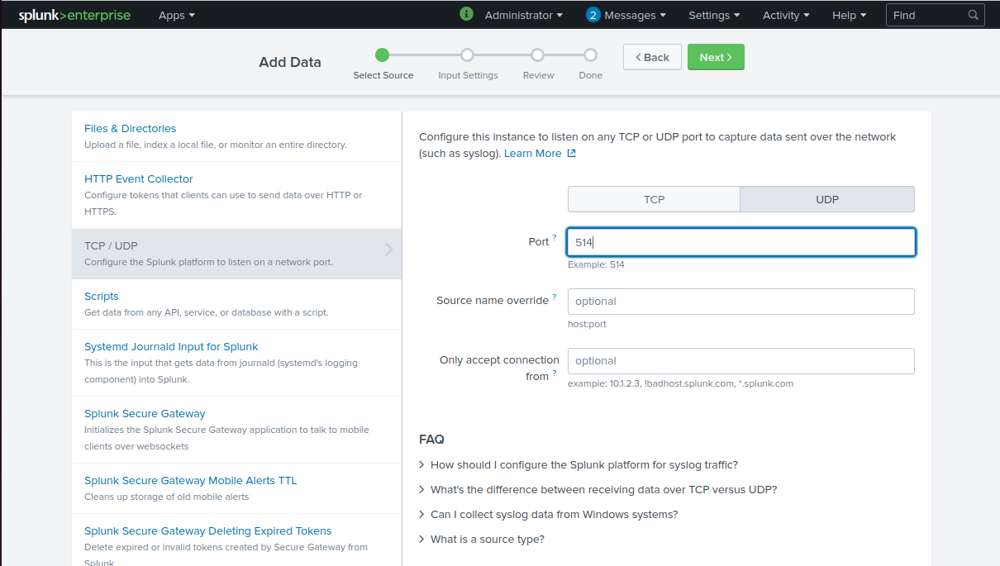 splunk>enterprise Apps Administrator 2 Messages Settings Activity Help Find
Add Data
Select Source Input Settings Review Done
Back Next
Files & Directories
Upload a file, index a local file, or monitor an entire directory.
HTTP Event Collector
Configure tokens that clients can use to send data over HTTP or
HTTPS.
TCP / UDP
Configure the Splunk platform to listen on a network port.
Scripts
Get data from any API, service, or database with a script.
Systemd Journald Input for Splunk
This is the input that gets data from journald (systemd's logging
component) into Splunk.
Splunk Secure Gateway
Initializes the Splunk Secure Gateway application to talk to mobile
clients over websockets
Splunk Secure Gateway Mobile Alerts TTL
Cleans up storage of old mobile alerts
Splunk Secure Gateway Deleting Expired Tokens
Delete expired or invalid tokens created by Secure Gateway from
Splunk
Configure this instance to listen on any TCP or UDP port to capture data sent over the network
(such as syslog). Learn More
TCP UDP
Port ? 514
Example: 514
Source name override ? optional
host:port
Only accept connection
from ? optional
example: 10.1.2.3, !badhost.splunk.com, *.splunk.com
FAQ
> How should I configure the Splunk platform for syslog traffic?
> What's the difference between receiving data over TCP versus UDP?
> Can I collect syslog data from Windows systems?
> What is a source type?